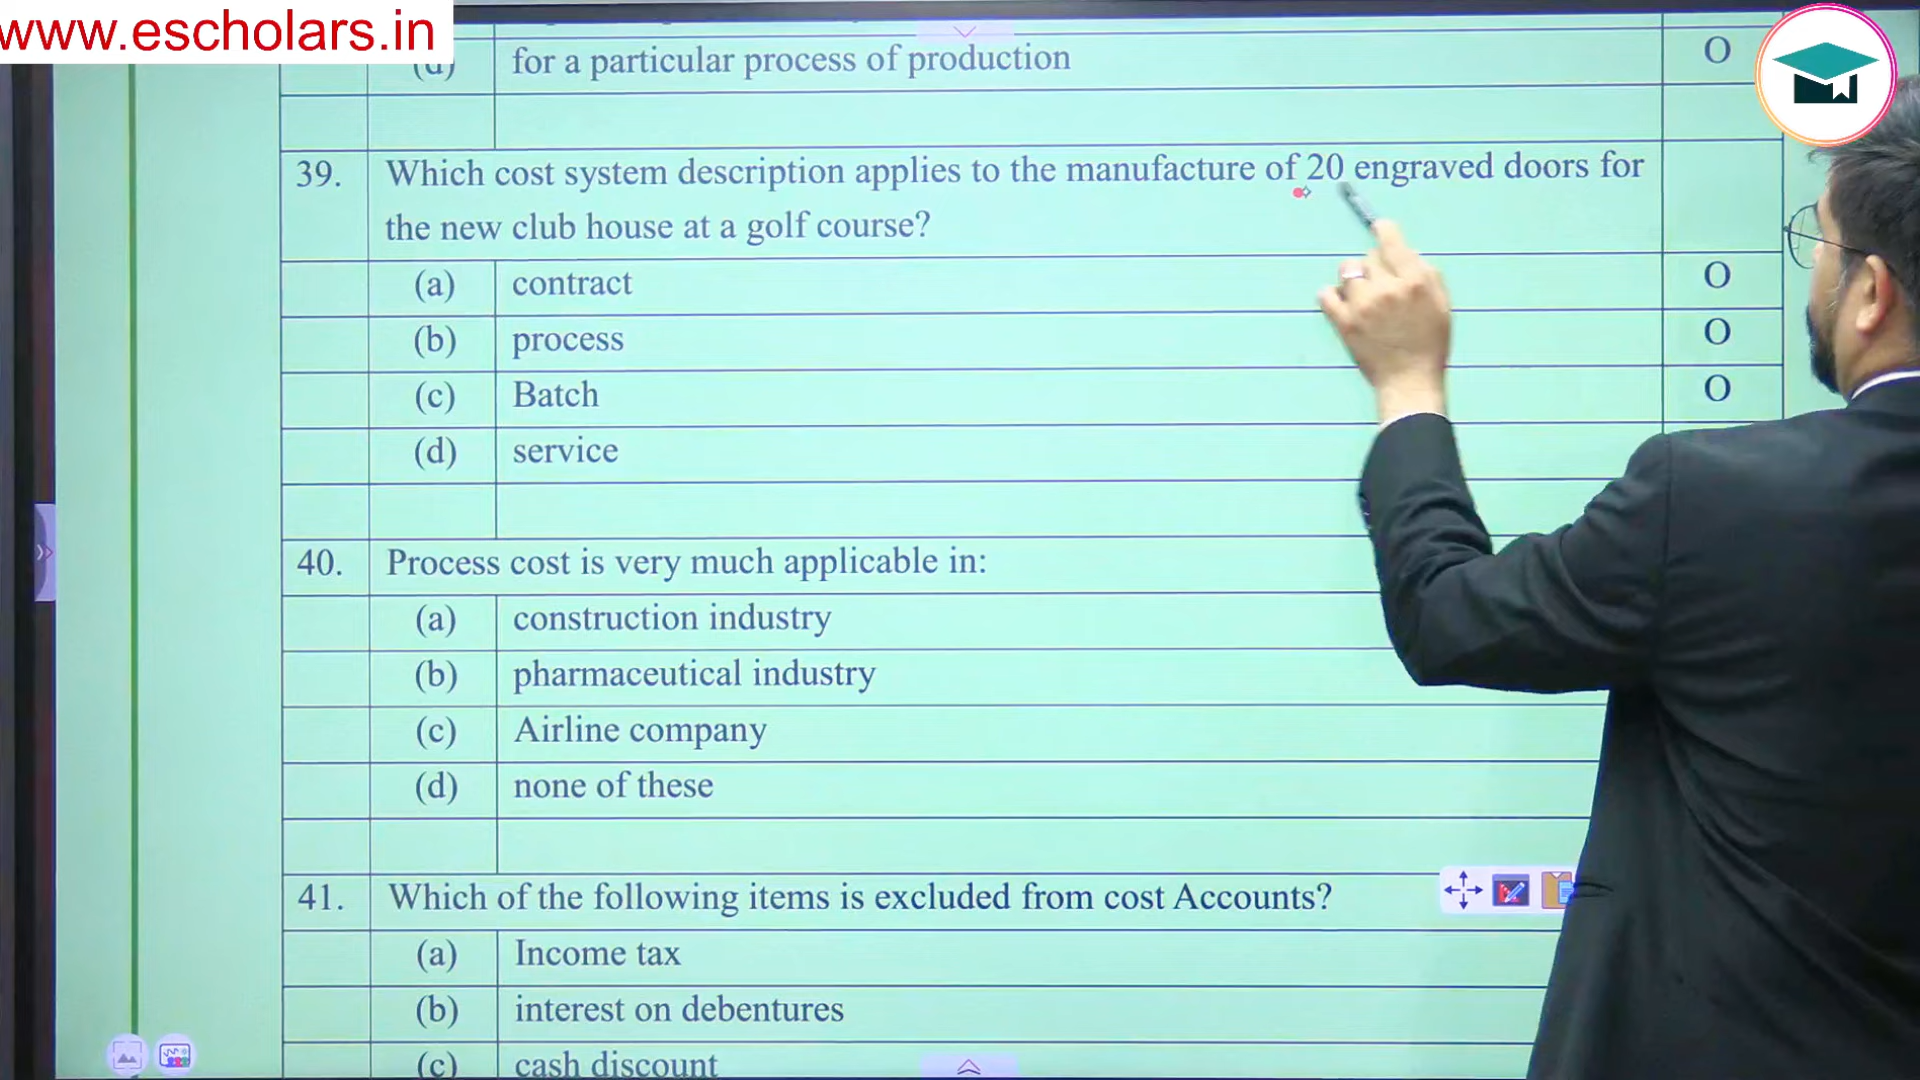 www.escholars.in
(d) for a particular process of production O
39. Which cost system description applies to the manufacture of 20 engraved doors for
the new club house at a golf course?
(a) contract O
(b) process O
(c) Batch O
(d) service
40. Process cost is very much applicable in:
(a) construction industry
(b) pharmaceutical industry
(c) Airline company
(d) none of these
41. Which of the following items is excluded from cost Accounts?
(a) Income tax
(b) interest on debentures
(c) cash discount